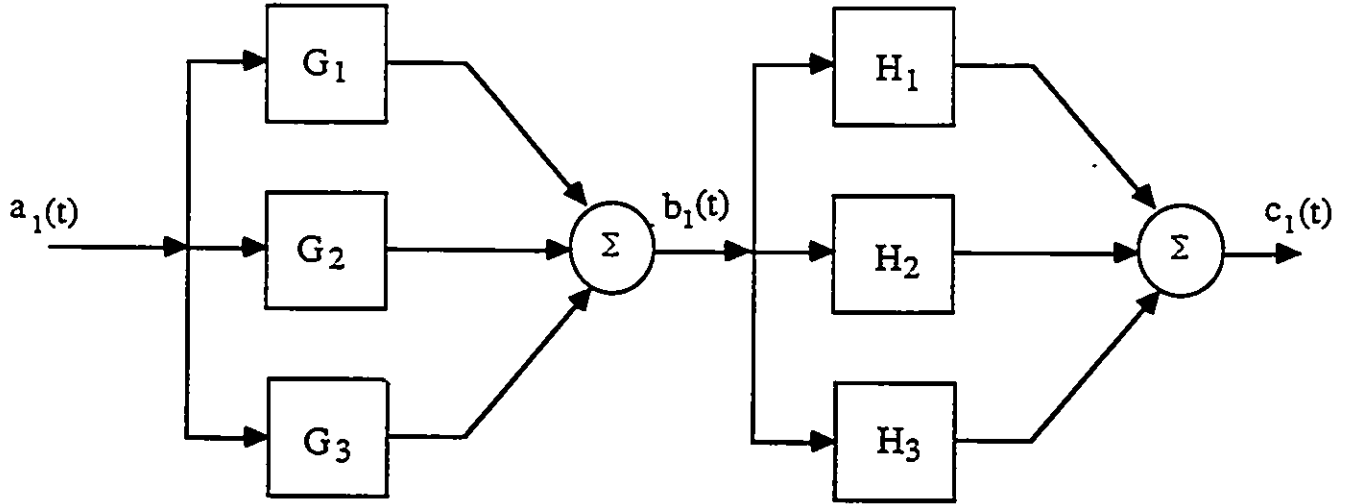 G₁
H₁
a₁(t)
G₂
Σ
b₁(t)
H₂
Σ
c₁(t)
G₃
H₃